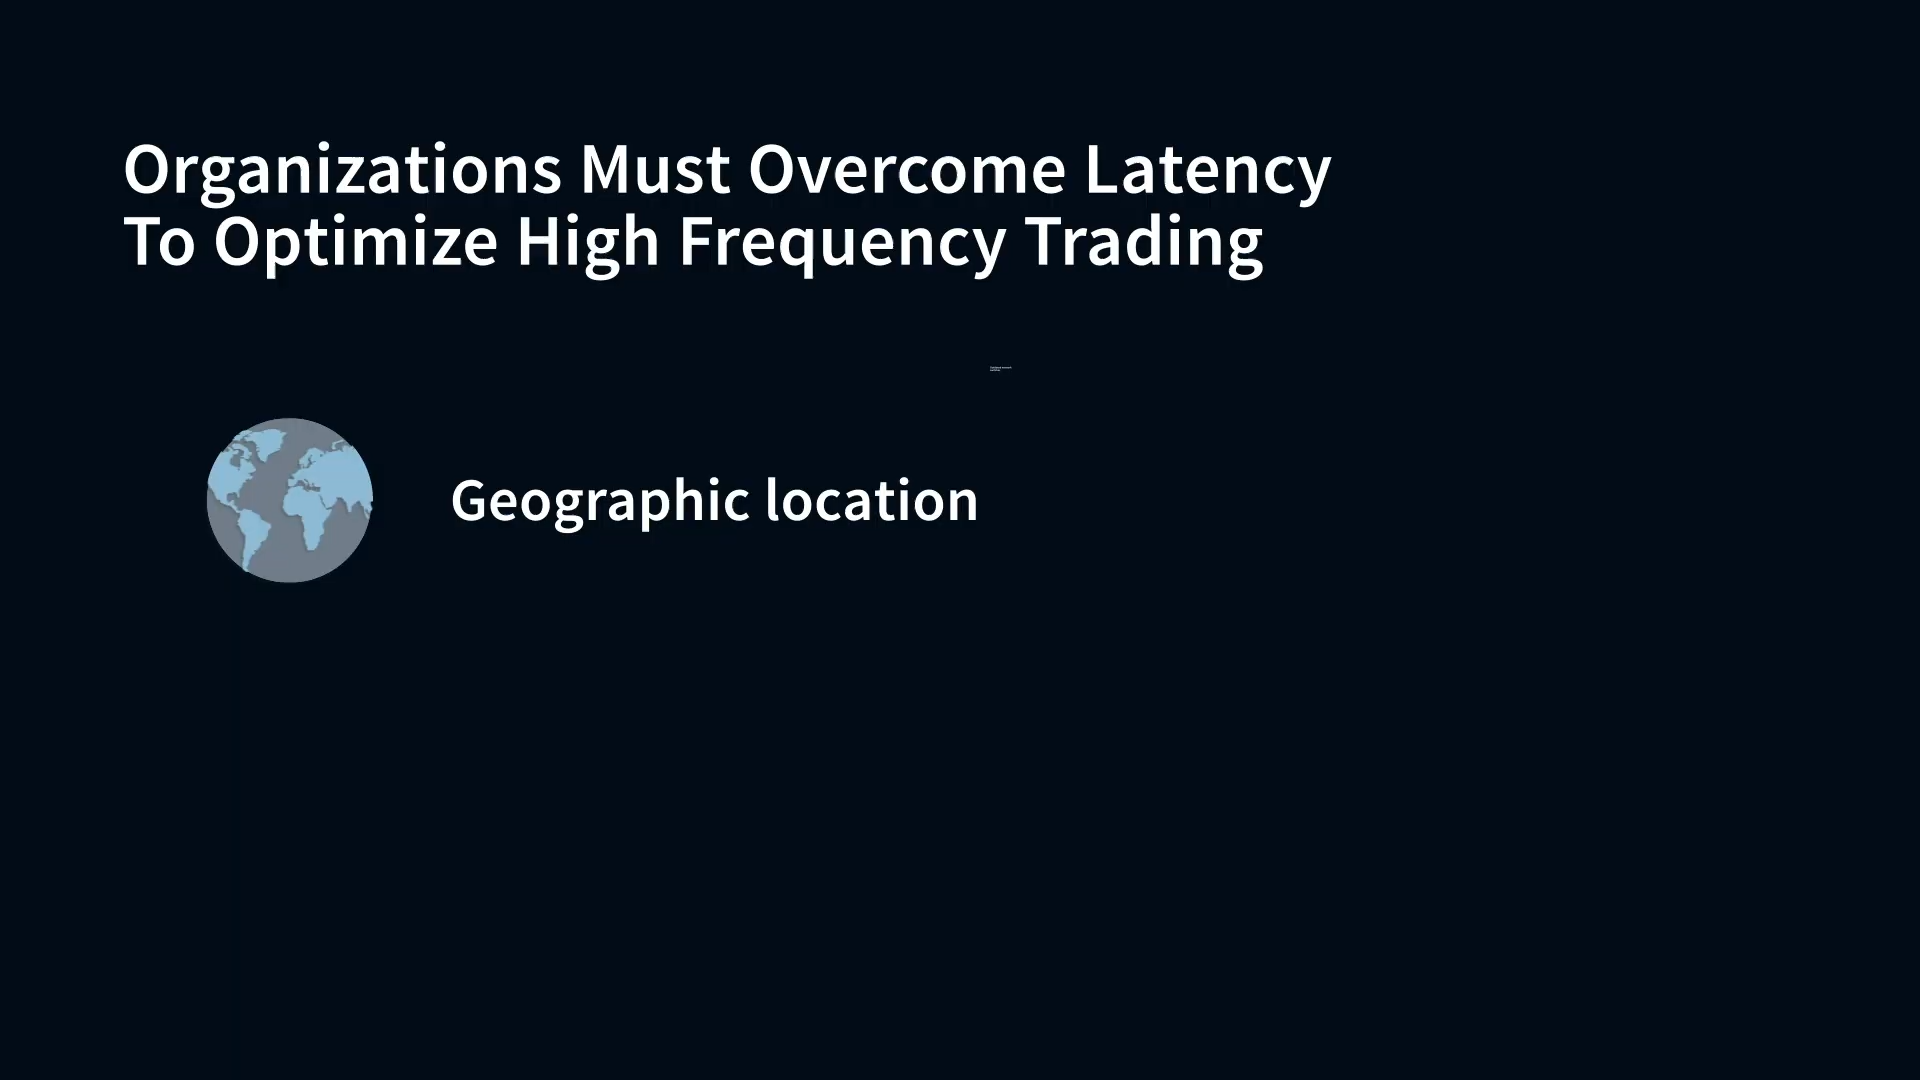 Organizations Must Overcome Latency
To Optimize High Frequency Trading
Geographic location